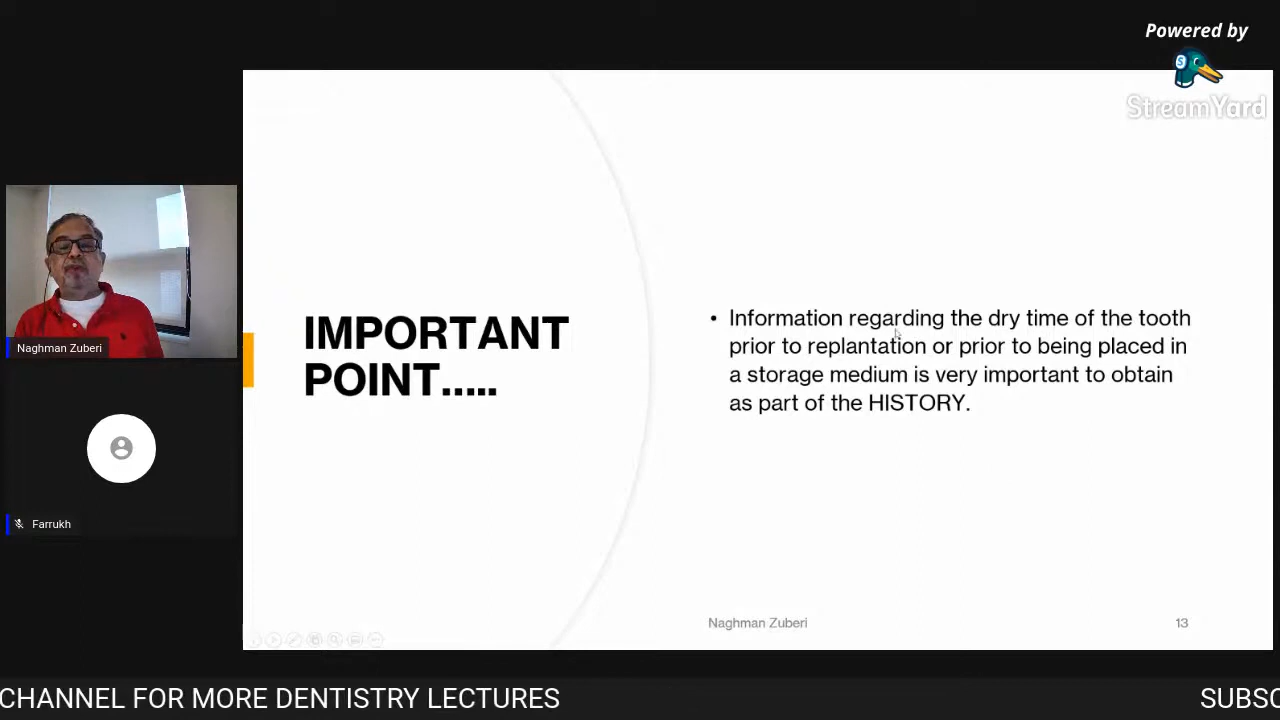 Powered by
StreamYard
IMPORTANT
POINT.....
• Information regarding the dry time of the tooth
prior to replantation or prior to being placed in
a storage medium is very important to obtain
as part of the HISTORY.
Naghman Zuberi
Farrukh
Naghman Zuberi
13
CHANNEL FOR MORE DENTISTRY LECTURES
SUBSC